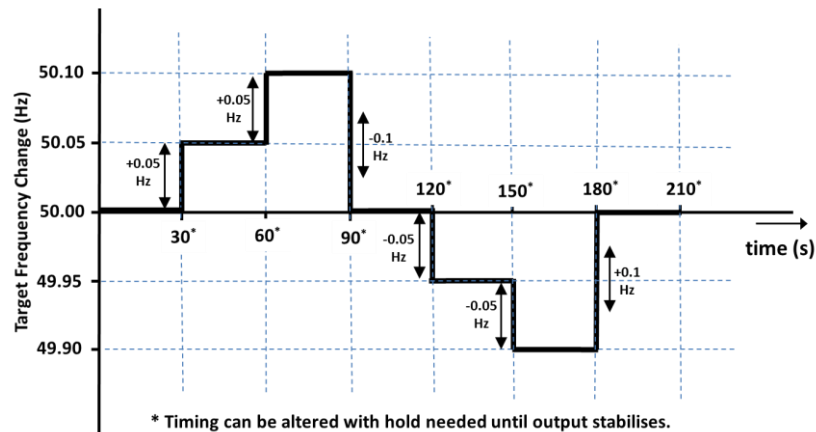 Target Frequency Change (Hz)
50.10
50.05
50.00
49.95
49.90
+0.05
Hz
+0.05
Hz
-0.1
Hz
-0.05
Hz
-0.05
Hz
+0.1
Hz
30*
60*
90*
120*
150*
180*
210*
time (s)
* Timing can be altered with hold needed until output stabilises.